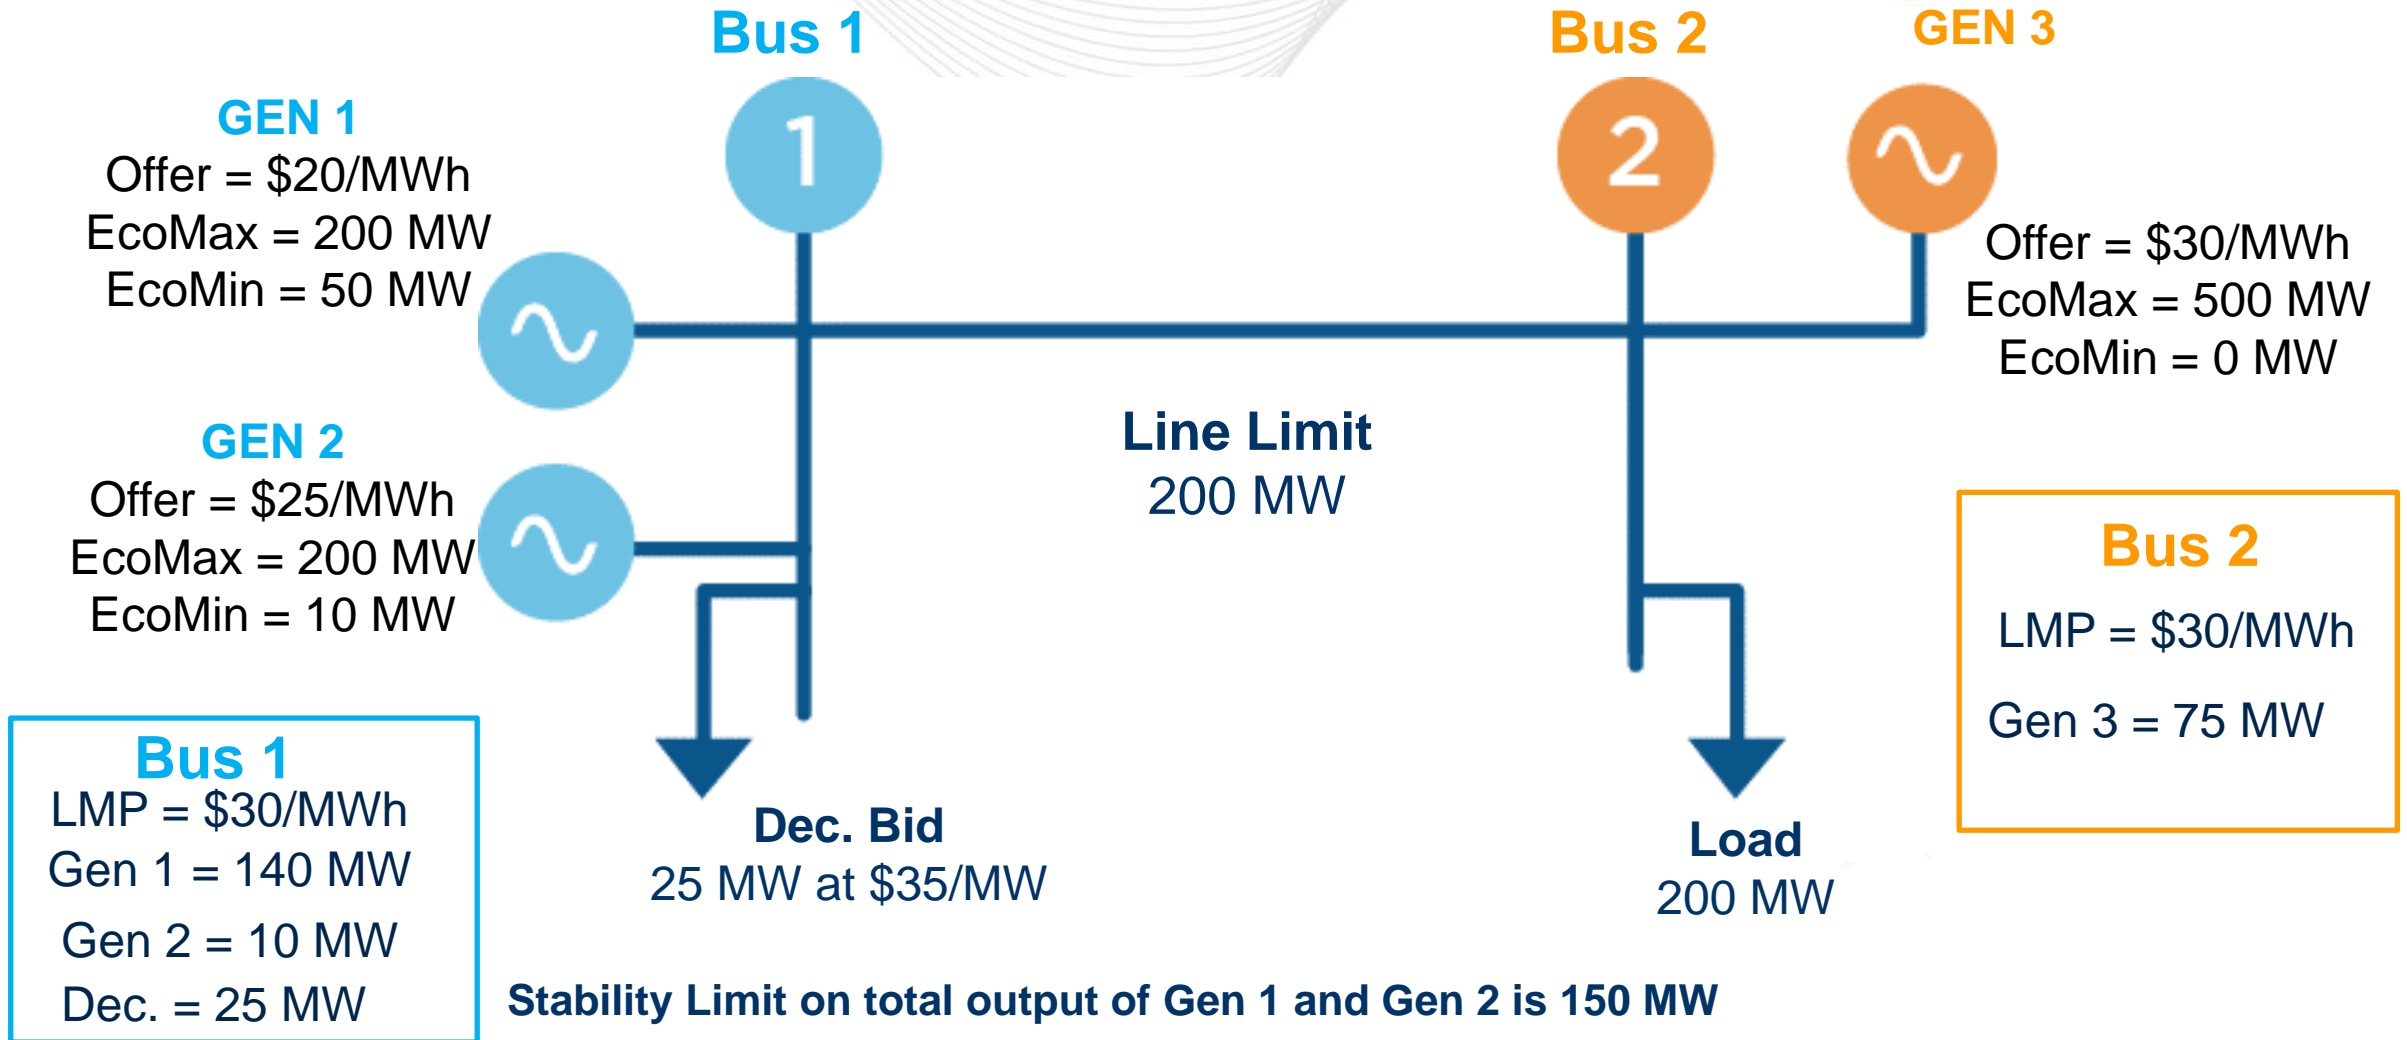 Bus 1
Bus 2
GEN 3
GEN 1
Offer = $20/MWh
EcoMax = 200 MW
EcoMin = 50 MW
1
2
Offer = $30/MWh
EcoMax = 500 MW
EcoMin = 0 MW
GEN 2
Offer = $25/MWh
EcoMax = 200 MW
EcoMin = 10 MW
Line Limit
200 MW
Bus 2
LMP = $30/MWh
Gen 3 = 75 MW
Bus 1
LMP = $30/MWh
Gen 1 = 140 MW
Gen 2 = 10 MW
Dec. = 25 MW
Dec. Bid
25 MW at $35/MW
Load
200 MW
Stability Limit on total output of Gen 1 and Gen 2 is 150 MW